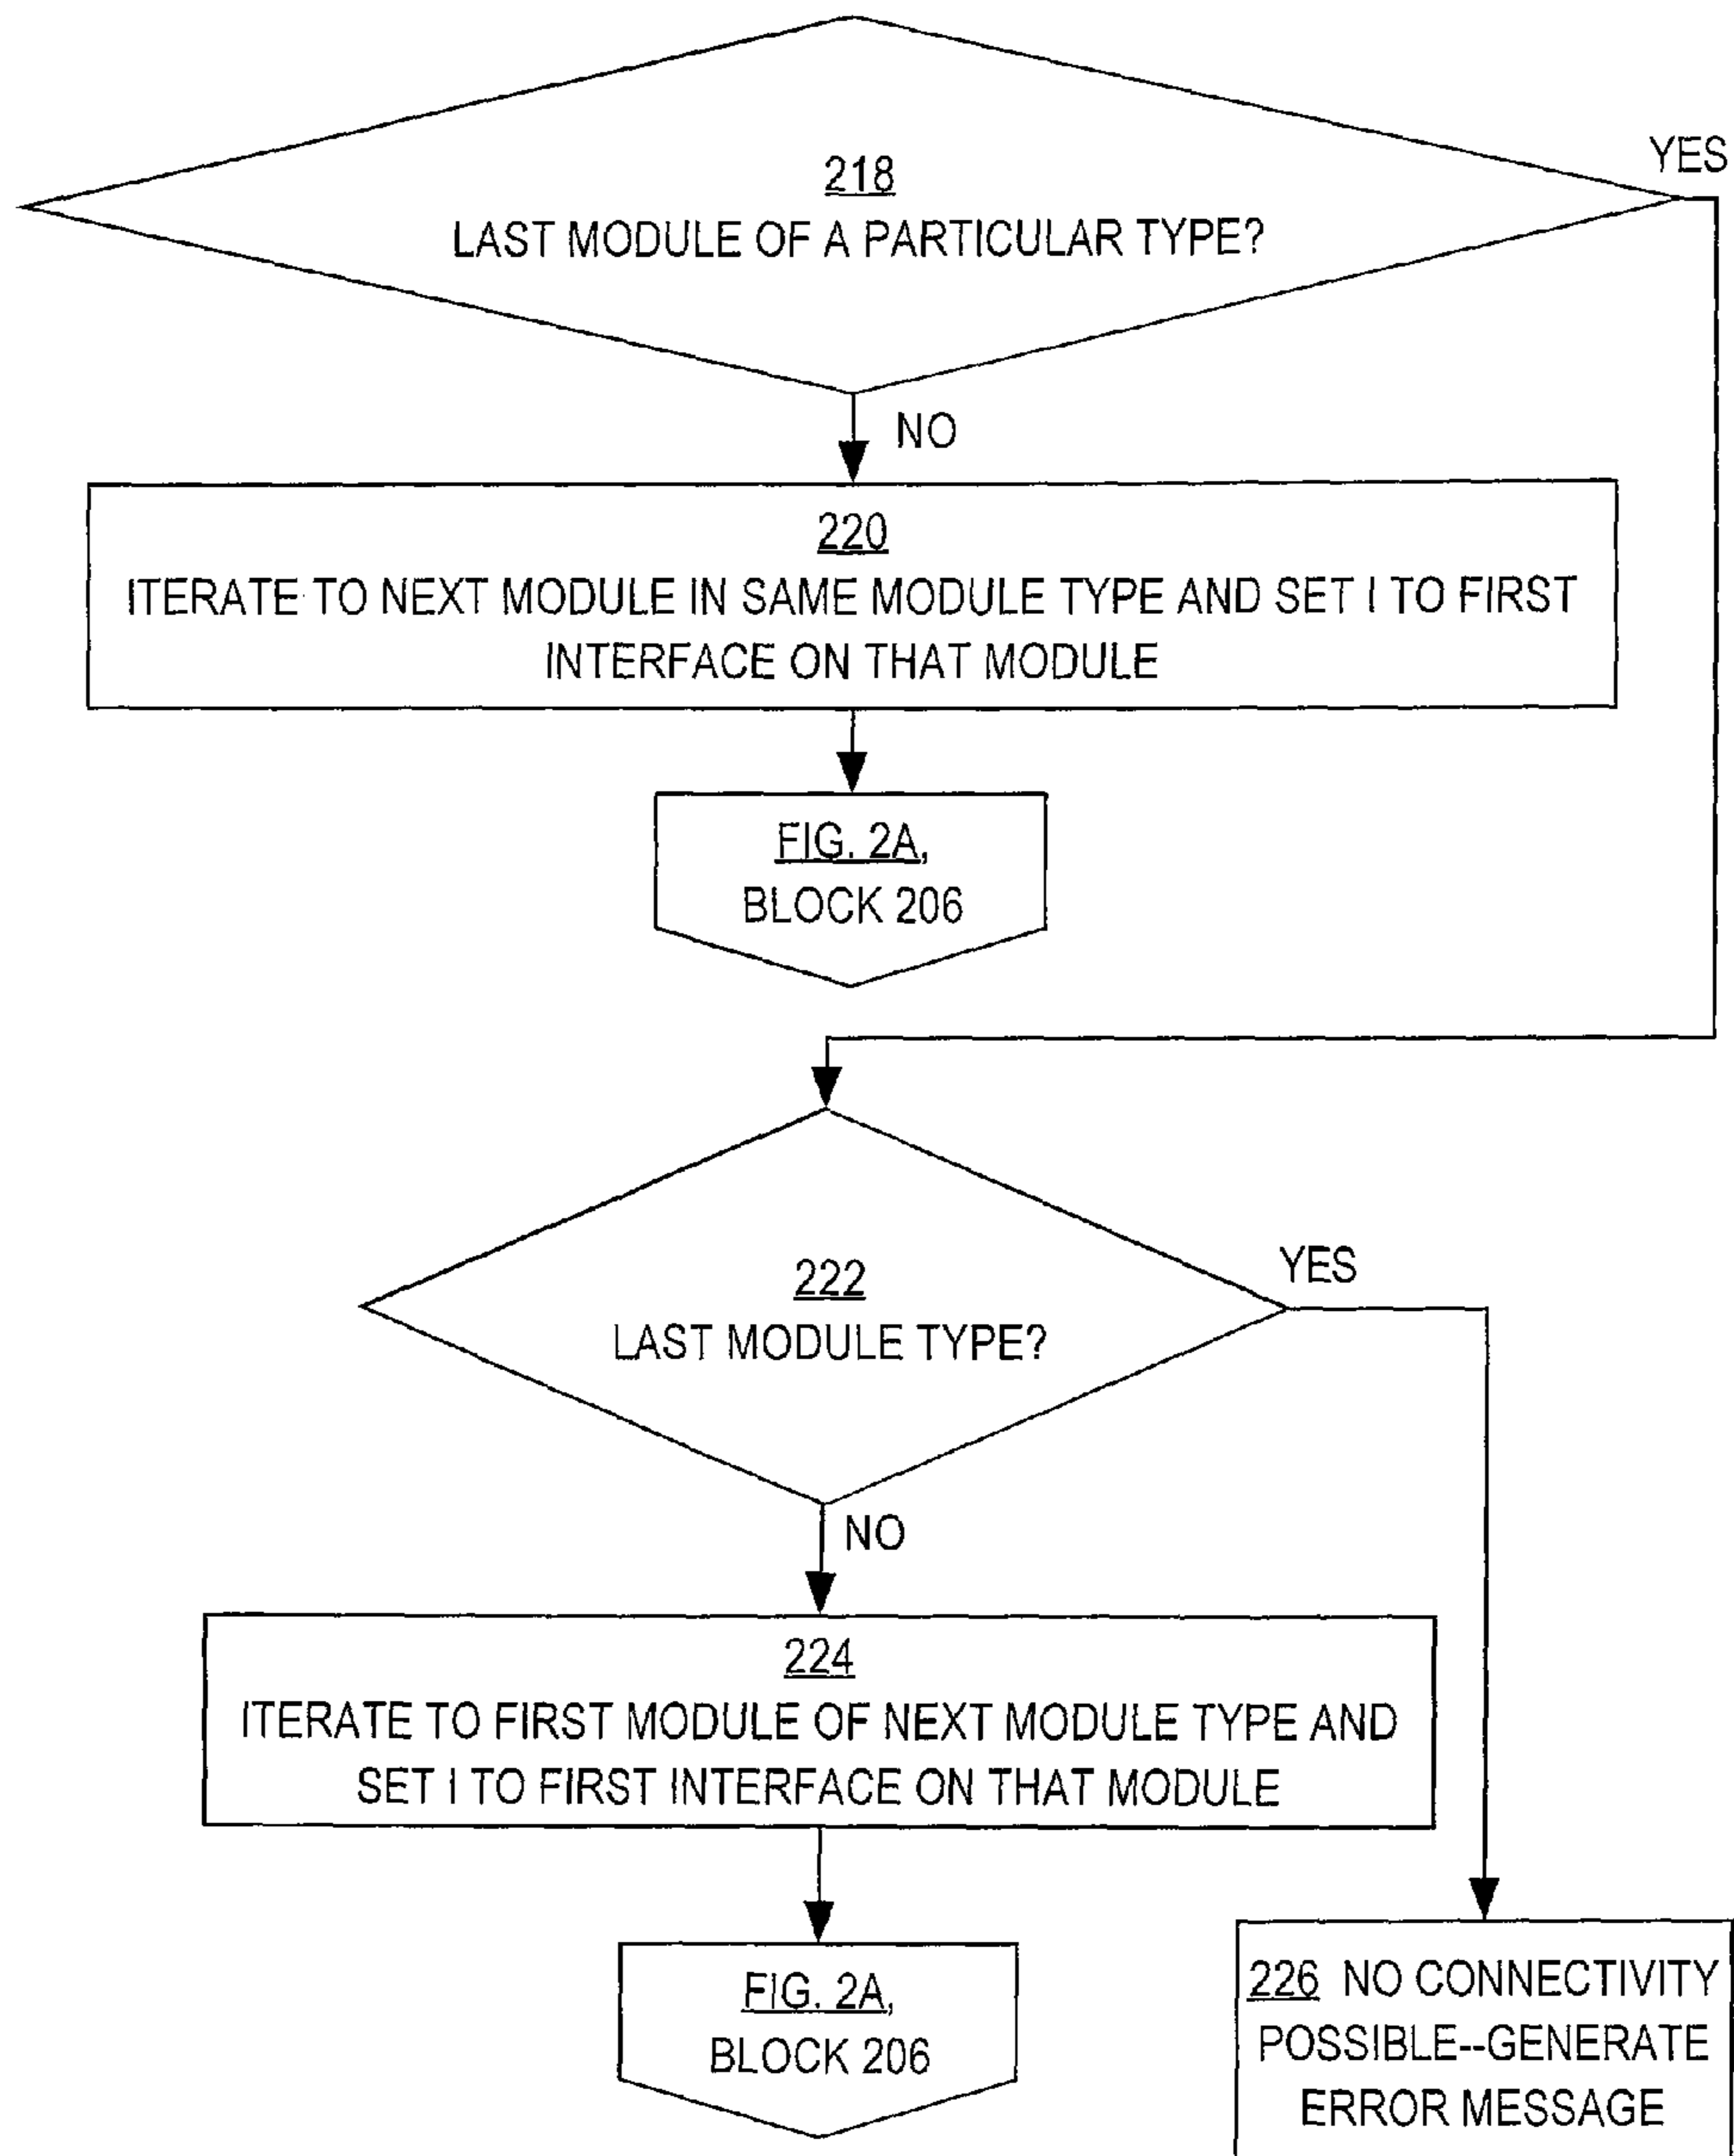 218
LAST MODULE OF A PARTICULAR TYPE?
YES
NO
220
ITERATE TO NEXT MODULE IN SAME MODULE TYPE AND SET I TO FIRST
INTERFACE ON THAT MODULE
FIG. 2A,
BLOCK 206
222
LAST MODULE TYPE?
YES
NO
224
ITERATE TO FIRST MODULE OF NEXT MODULE TYPE AND
SET I TO FIRST INTERFACE ON THAT MODULE
FIG. 2A,
BLOCK 206
226 NO CONNECTIVITY
POSSIBLE--GENERATE
ERROR MESSAGE